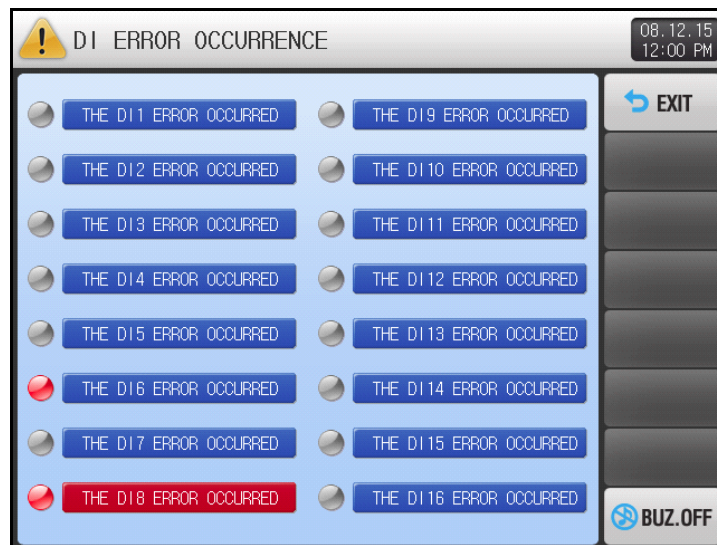 DI ERROR OCCURRENCE
08.12.15
12:00 PM
THE DI1 ERROR OCCURRED
THE DI2 ERROR OCCURRED
THE DI3 ERROR OCCURRED
THE DI4 ERROR OCCURRED
THE DI5 ERROR OCCURRED
THE DI6 ERROR OCCURRED
THE DI7 ERROR OCCURRED
THE DI8 ERROR OCCURRED
THE DI9 ERROR OCCURRED
THE DI10 ERROR OCCURRED
THE DI11 ERROR OCCURRED
THE DI12 ERROR OCCURRED
THE DI13 ERROR OCCURRED
THE DI14 ERROR OCCURRED
THE DI15 ERROR OCCURRED
THE DI16 ERROR OCCURRED
EXIT
BUZ.OFF